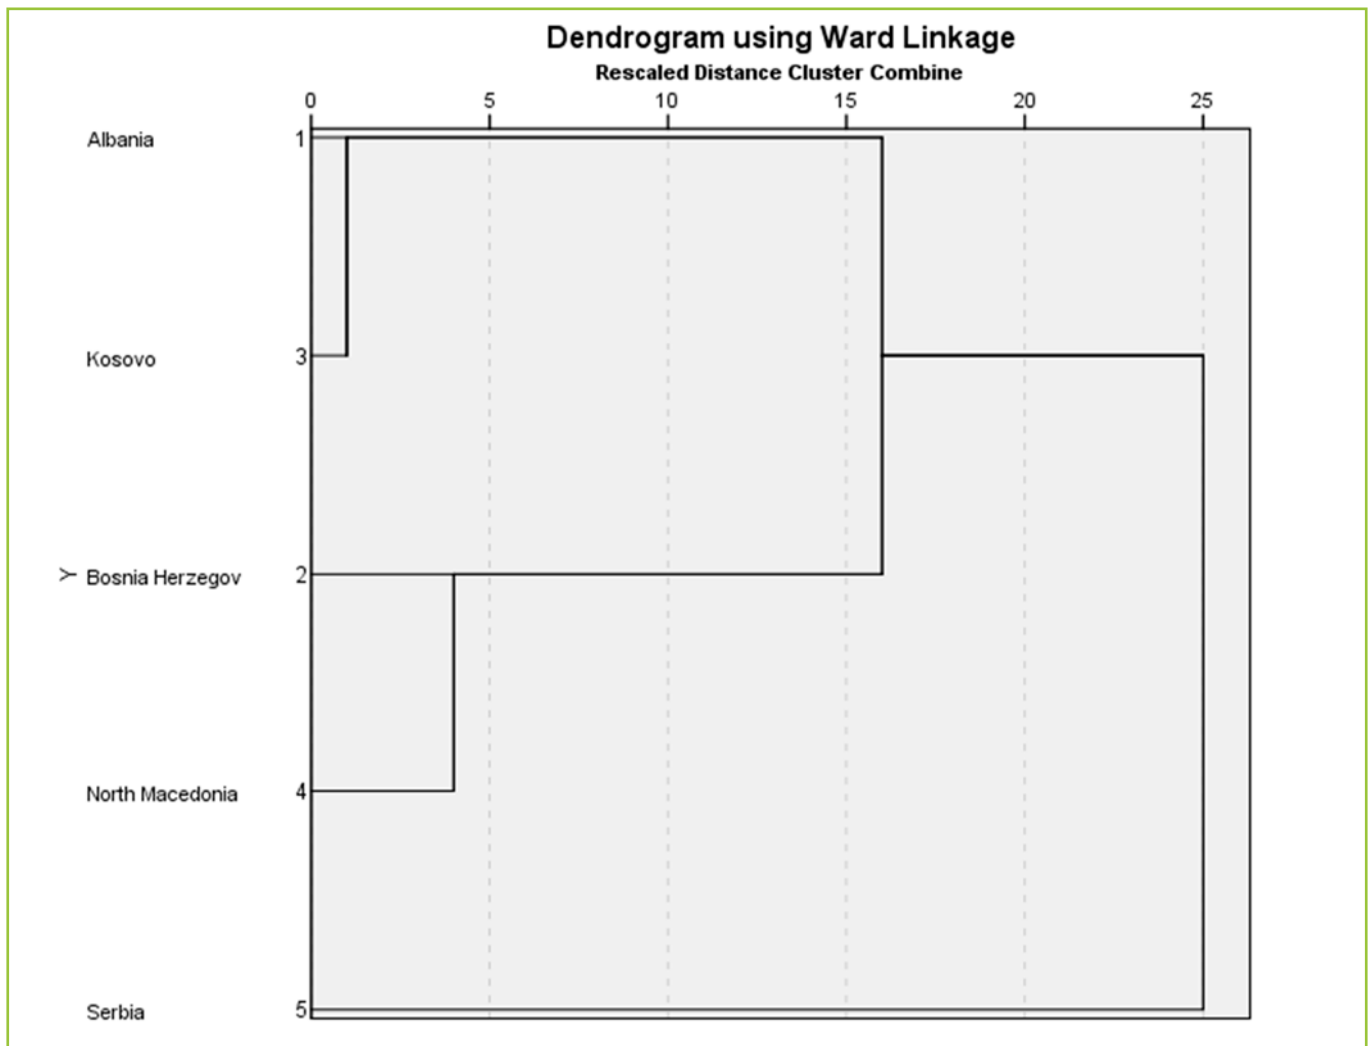 Dendrogram using Ward Linkage
Rescaled Distance Cluster Combine
0 5 10 15 20 25
Albania 1
Kosovo 3
Y Bosnia Herzegov 2
North Macedonia 4
Serbia 5